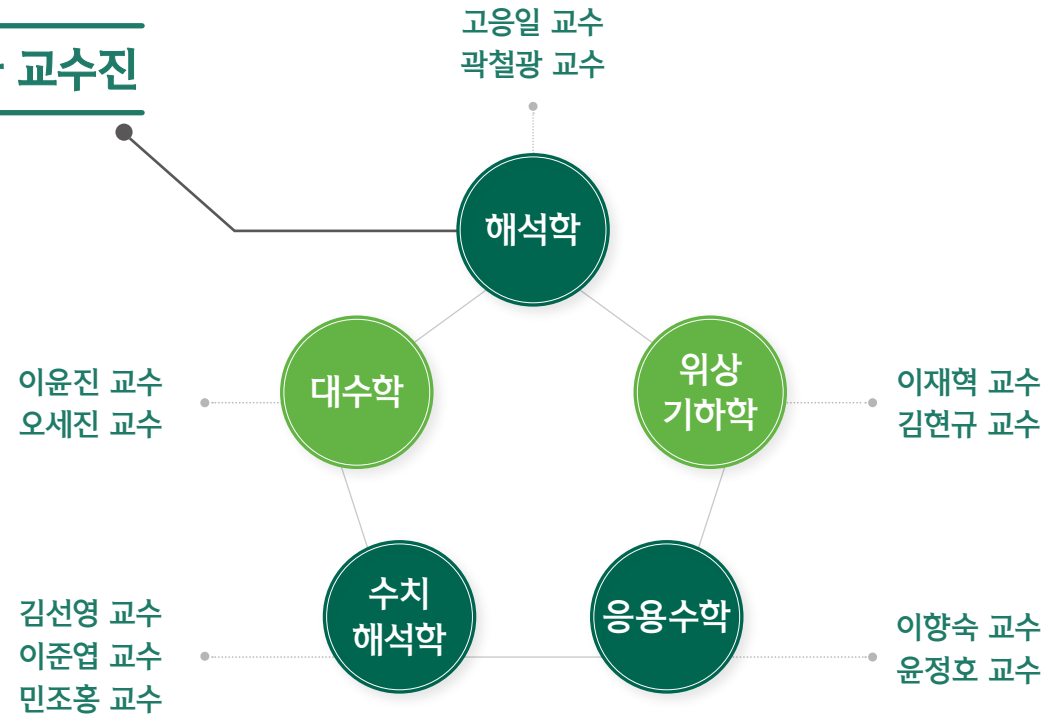 교수진
고응일 교수
곽철광 교수
해석학
대수학
위상
기하학
이윤진 교수
오세진 교수
이재혁 교수
김현규 교수
수치
해석학
응용수학
김선영 교수
이준엽 교수
민조홍 교수
이향숙 교수
윤정호 교수